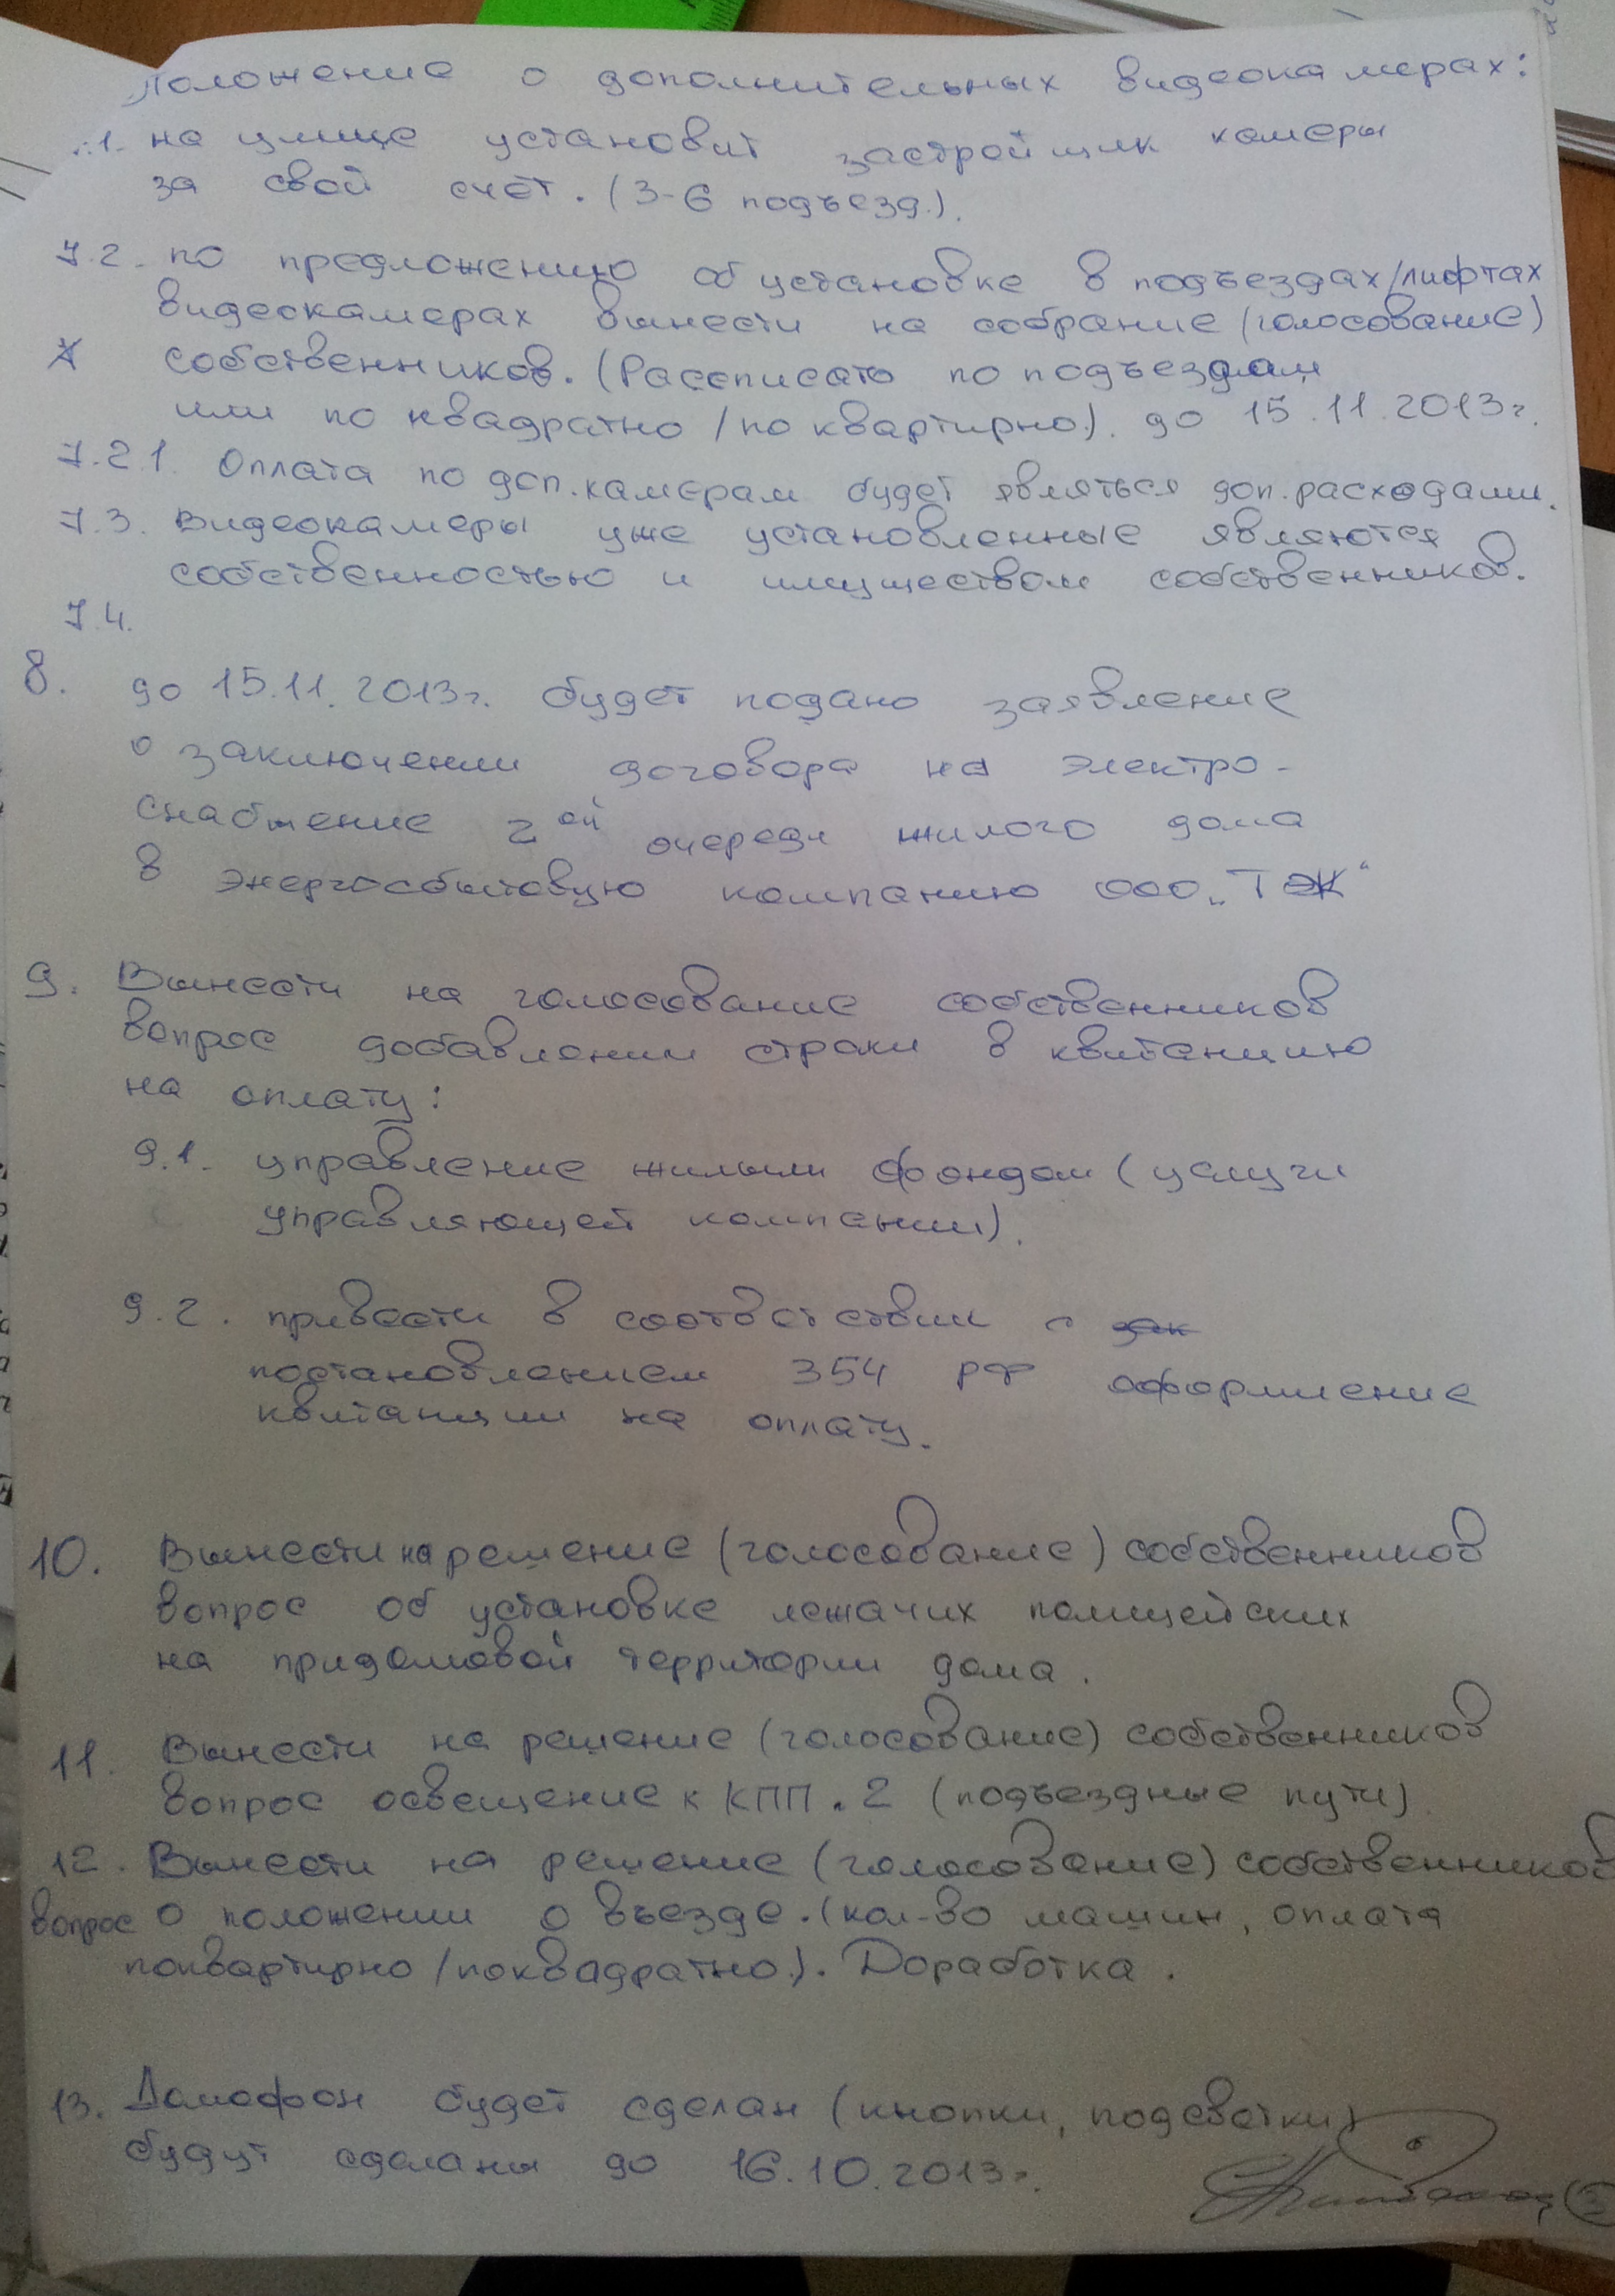 Положение о дополнительных видеокамерах:
.1. на улице установит застройщик камеры
за свой счёт. (3-6 подъезд.).
7.2. по предложению об установке в подъездах/лифтах
видеокамерах вынести на собрание (голосование)
собственников. (Рассписать по подъездам
или по квадратно / по квартирно). до 15.11.2013г.
7.2.1. Оплата по доп. камерам будет являться доп. расходами.
7.3. Видеокамеры уже установленные являются
собственностью и имуществом собственников.
7.4.
8. до 15.11.2013г. будет подано заявление
о заключении договора на электро-
снабжение 2ой очереди жилого дома
в энергосбытовую компанию ООО „ТЭК“
9. Вынести на голосование собственников
вопрос добавлении строки в квитанцию
на оплату:
9.1. управление жилым фондом (услуги
управляющей компании).
9.2. привести в соответствии с зак
постановлением 354 РФ оформление
квитанции на оплату.
10. Вынести на решение (голосование) собственников
вопрос об установке лежачих полицейских
на придомовой территории дома.
11. Вынести на решение (голосование) собственников
вопрос освещение к КПП.2 (подъездные пути)
12. Вынести на решение (голосование) собственников
вопрос о положении о въезде. (кол-во машин, оплата
поквартирно / поквадратно). Доработка.
13. Домофон будет сделан (кнопки, подсветки)
будут сделаны до 16.10.2013г.